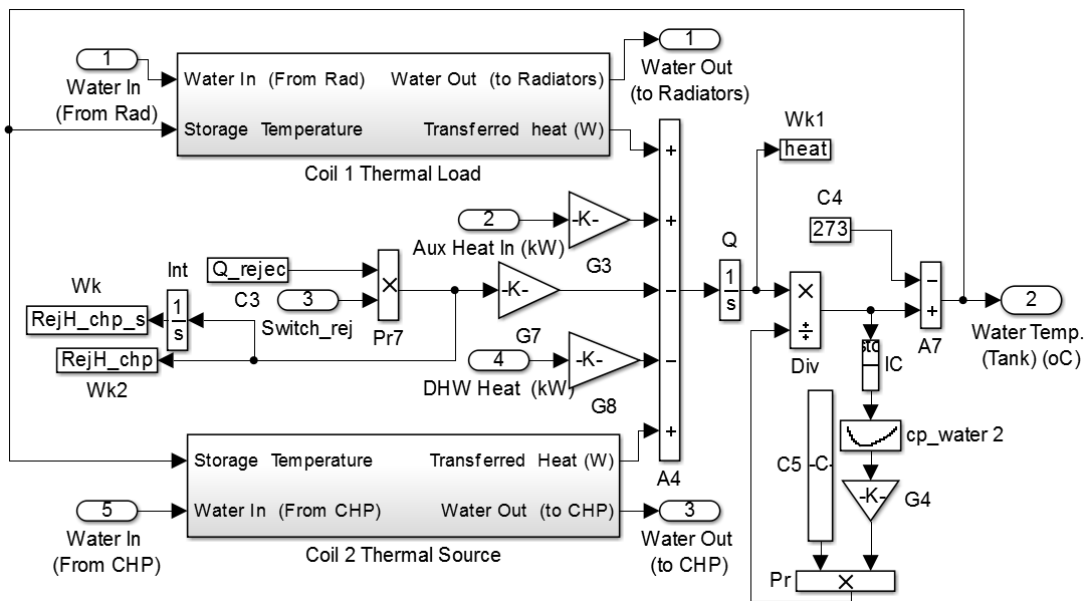 1
Water In
(From Rad)
Water In (From Rad)
Water Out (to Radiators)
Storage Temperature
Transferred heat (W)
Coil 1 Thermal Load
1
Water Out
(to Radiators)
Wk1
heat
C4
273
2
Aux Heat In (kW)
-K-
G3
+
+
-
-
+
A4
Q
1
s
×
÷
Div
-
+
A7
2
Water Temp.
(Tank) (oC)
Wk
RejH_chp_s
Int
1
s
RejH_chp
Wk2
Q_rejec
C3
3
Switch_rej
×
Pr7
-K-
G7
4
DHW Heat (kW)
-K-
G8
IC
cp_water 2
C5
-C-
-K-
G4
Pr
×
Storage Temperature
Transferred Heat (W)
Water In (From CHP)
Water Out (to CHP)
Coil 2 Thermal Source
5
Water In
(From CHP)
3
Water Out
(to CHP)